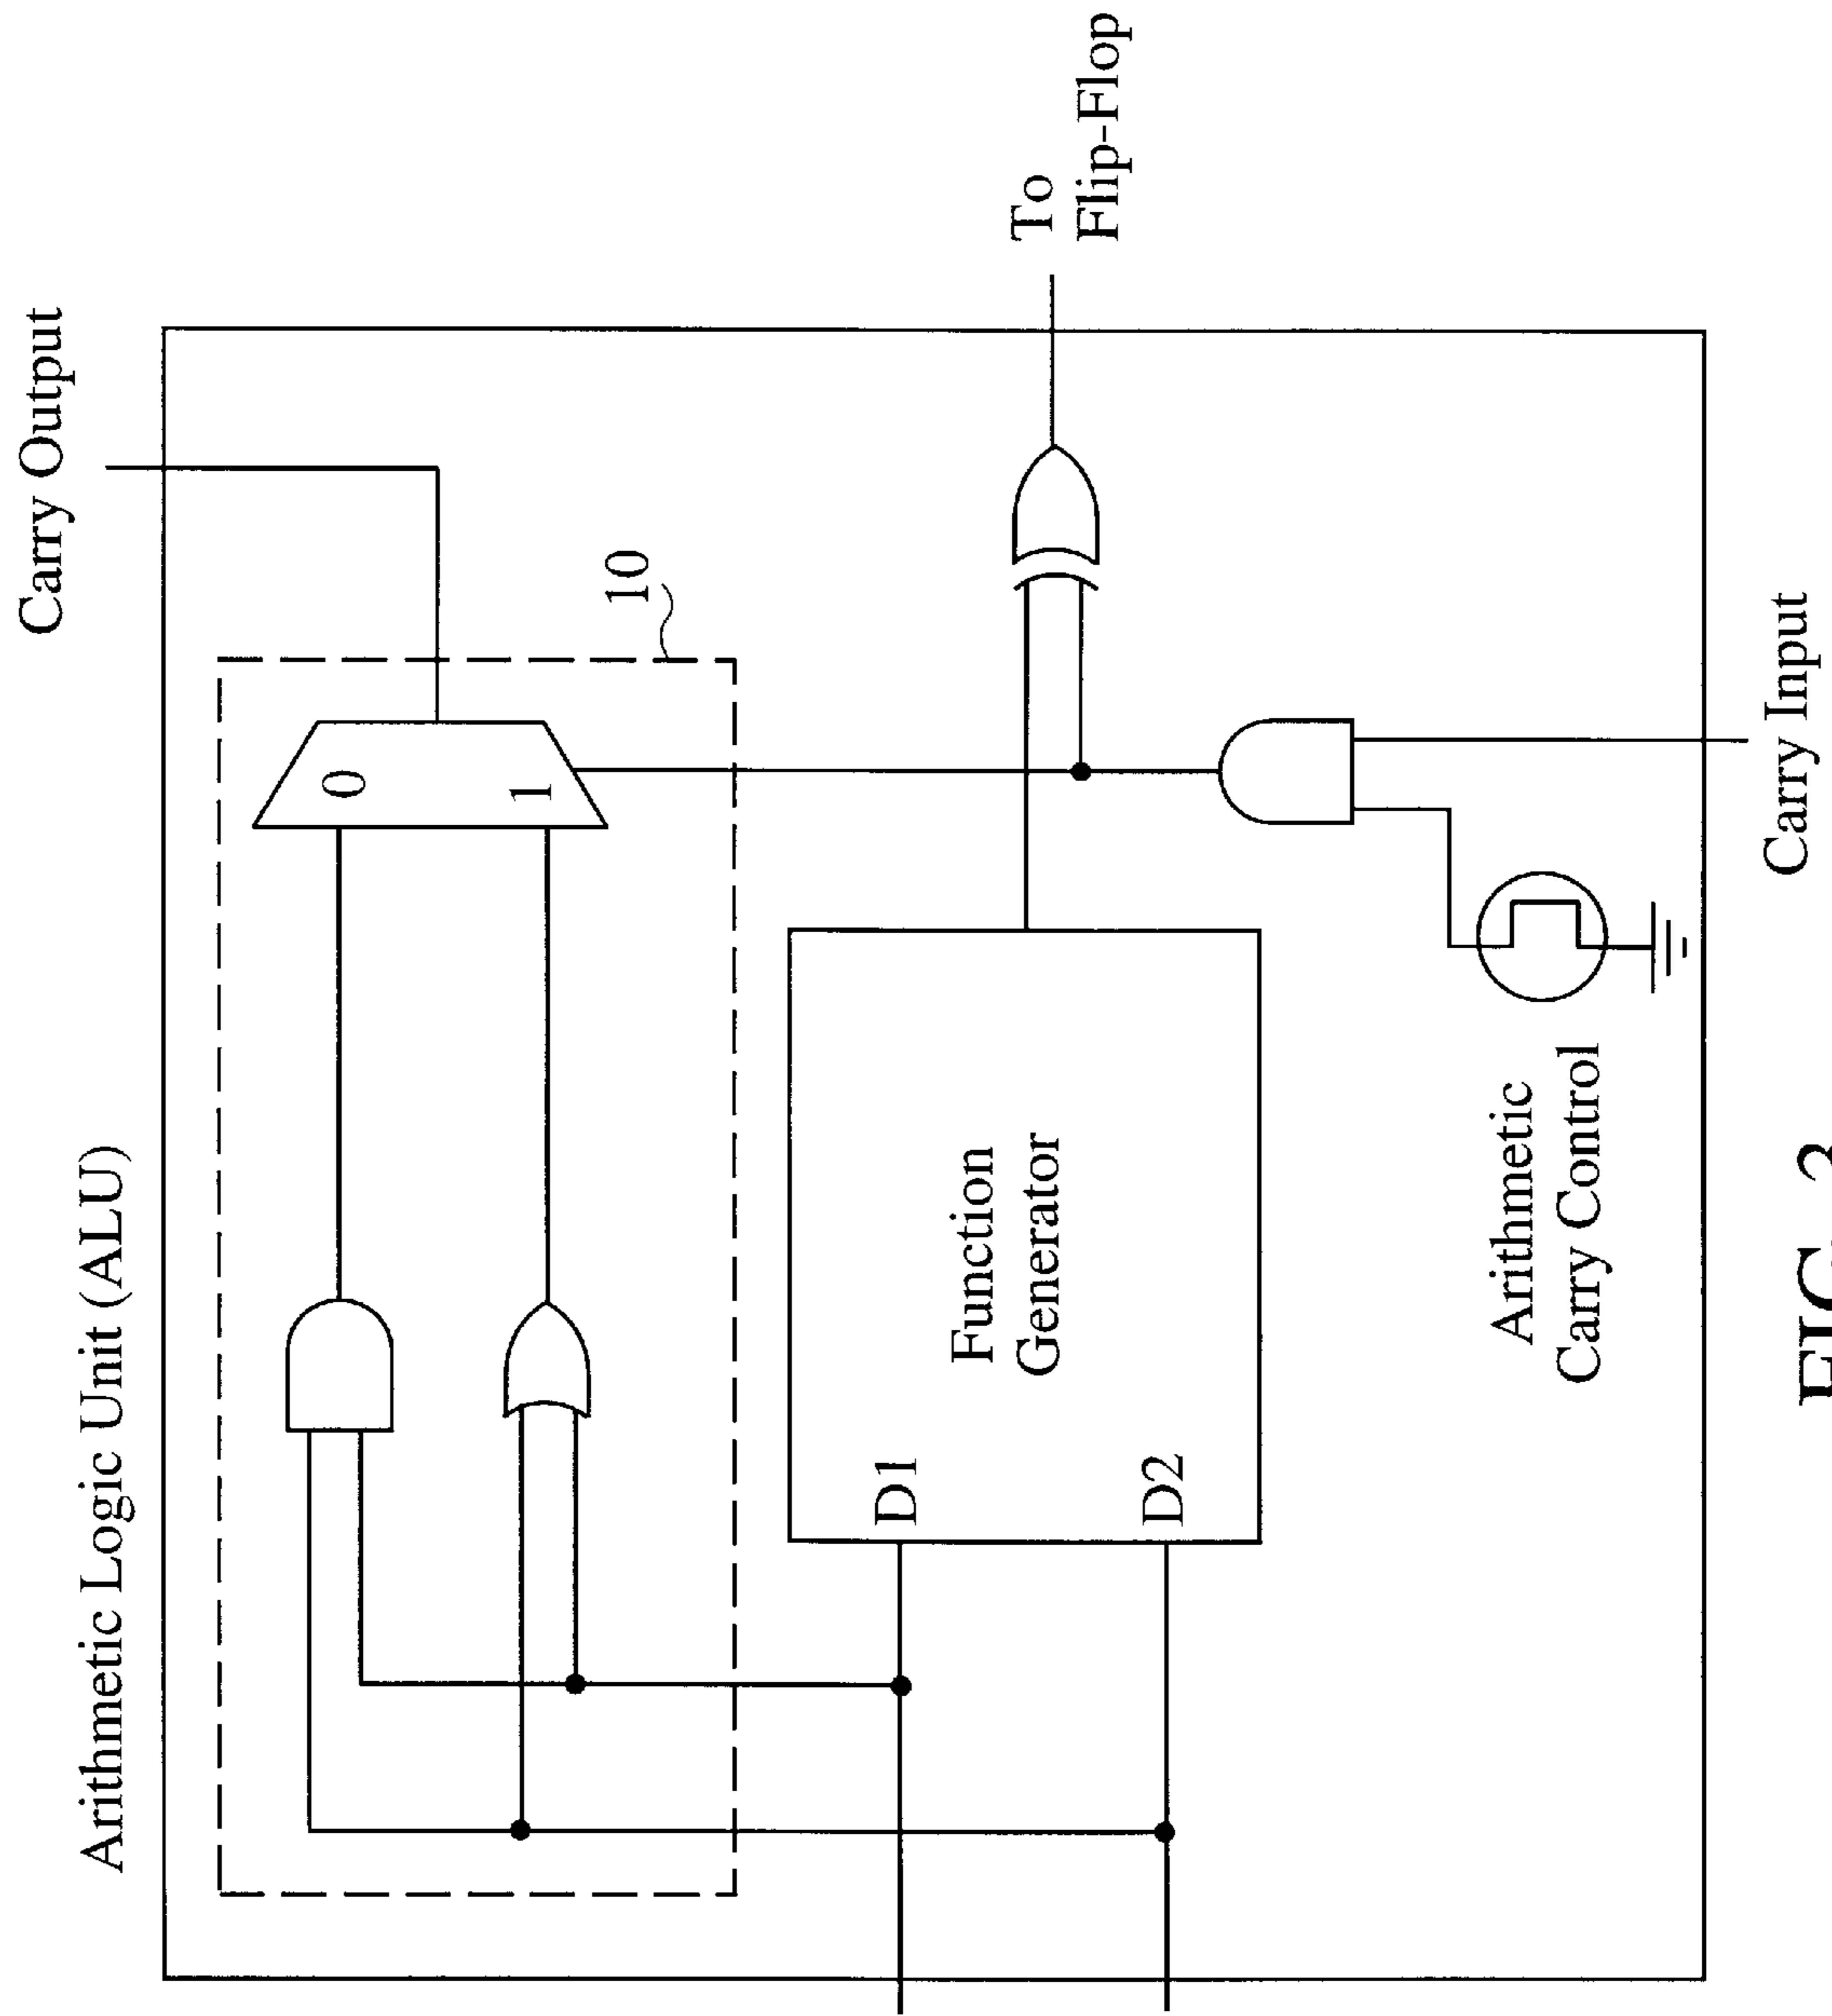 Arithmetic Logic Unit (ALU)
Carry Output
10
0
1
D1
D2
Function
Generator
To
Flip-Flop
Arithmetic
Carry Control
Carry Input